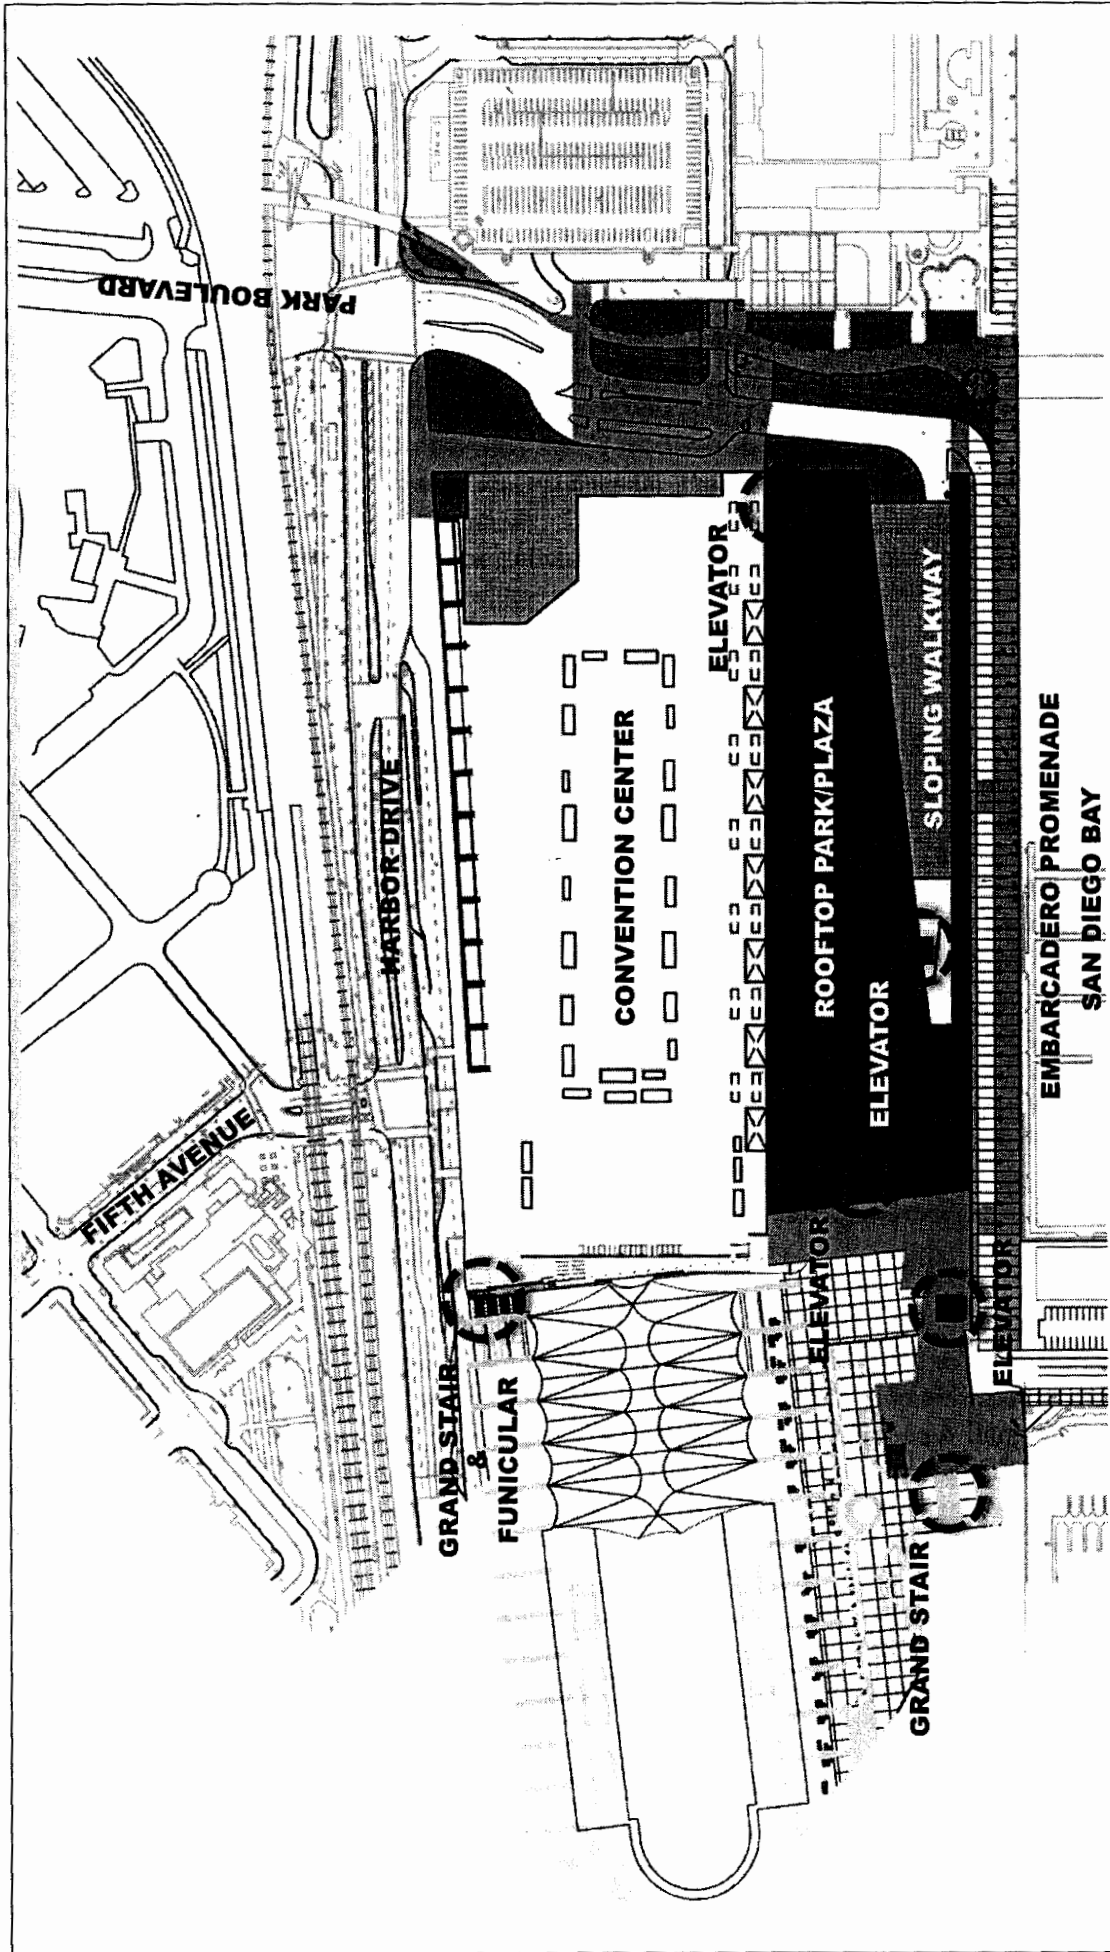 PARK BOULEVARD
FIFTH AVENUE
HARBOR DRIVE
GRAND STAIR
&
FUNICULAR
CONVENTION CENTER
ELEVATOR
ROOFTOP PARK/PLAZA
ELEVATOR
SLOPING WALKWAY
ELEVATOR
GRAND STAIR
ELEVATOR
EMBARCADERO PROMENADE
SAN DIEGO BAY